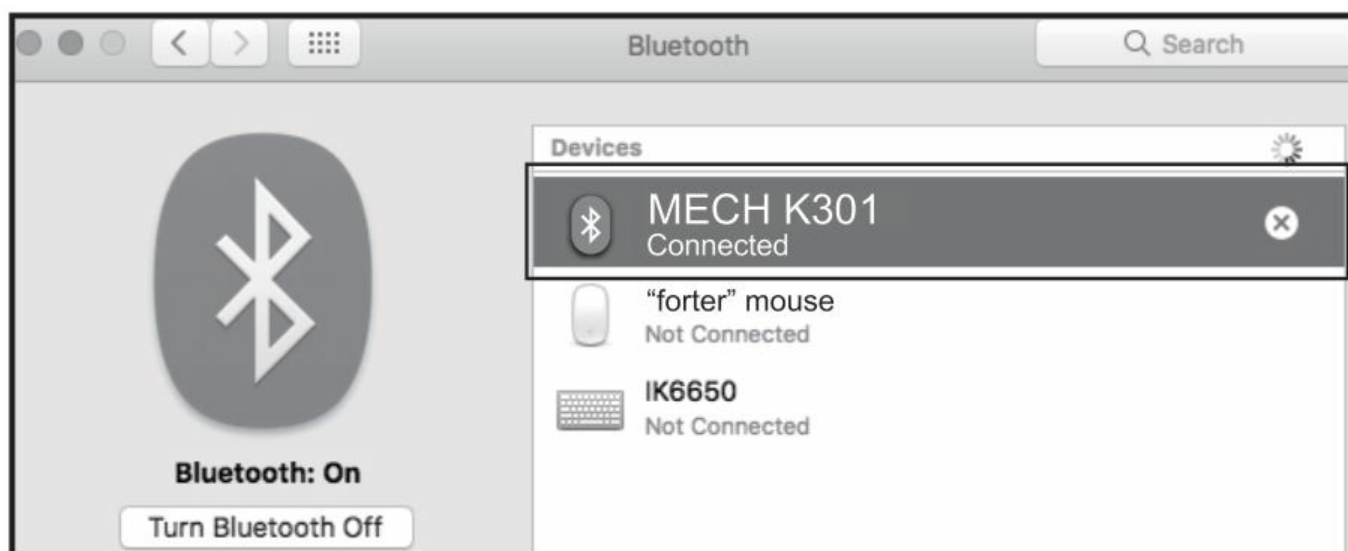 Bluetooth
Search
Devices
MECH K301
Connected
“forter” mouse
Not Connected
IK6650
Not Connected
Bluetooth: On
Turn Bluetooth Off